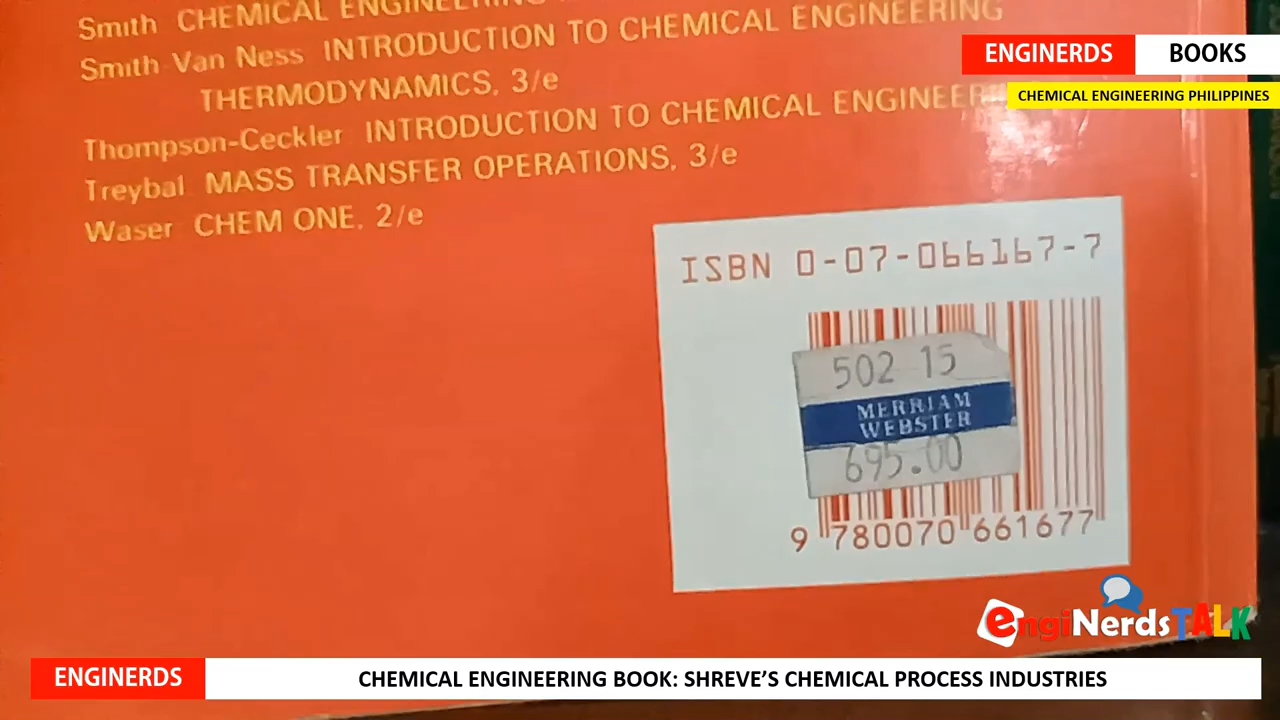 Smith CHEMICAL ENGINEERING
Smith-Van Ness INTRODUCTION TO CHEMICAL ENGINEERING
THERMODYNAMICS, 3/e
Thompson-Ceckler INTRODUCTION TO CHEMICAL
Treybal MASS TRANSFER OPERATIONS, 3/e
Waser CHEM ONE, 2/e
ENGINERDS BOOKS
CHEMICAL ENGINEERING PHILIPPINES
ISBN 0-07-066167-7
502 15
MERRIAM
WEBSTER
695.00
9 780070 661677
engiNerdsTALK
ENGINERDS CHEMICAL ENGINEERING BOOK: SHREVE'S CHEMICAL PROCESS INDUSTRIES